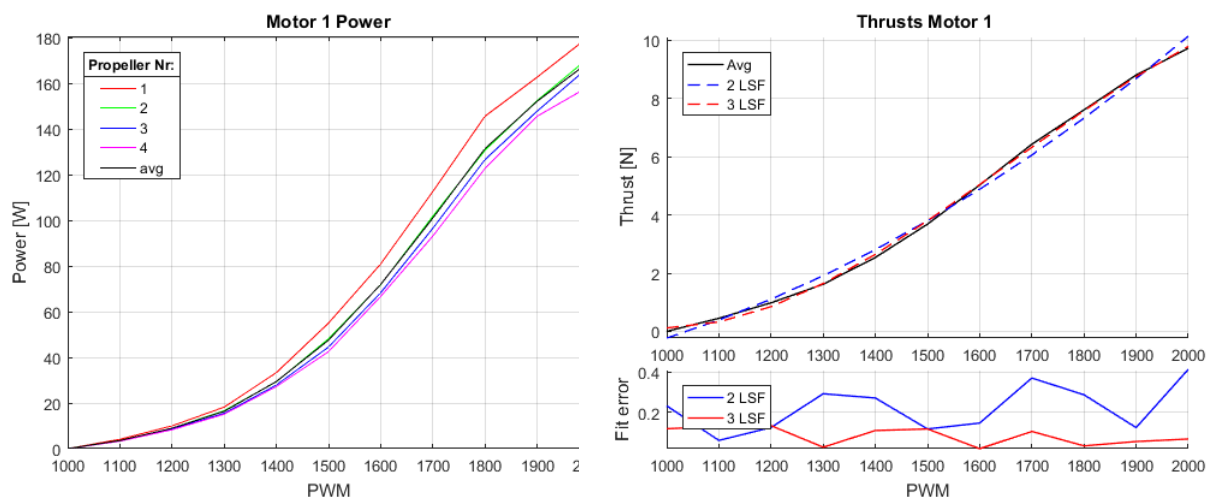 Motor 1 Power
180
160
140
120
100
80
60
40
20
0
Power [W]
Propeller Nr:
1
2
3
4
avg
1000 1100 1200 1300 1400 1500 1600 1700 1800 1900
PWM
Thrusts Motor 1
10
8
6
4
2
0
Thrust [N]
Avg
2 LSF
3 LSF
1000 1100 1200 1300 1400 1500 1600 1700 1800 1900 2000
0.4
0.2
Fit error
2 LSF
3 LSF
1000 1100 1200 1300 1400 1500 1600 1700 1800 1900 2000
PWM